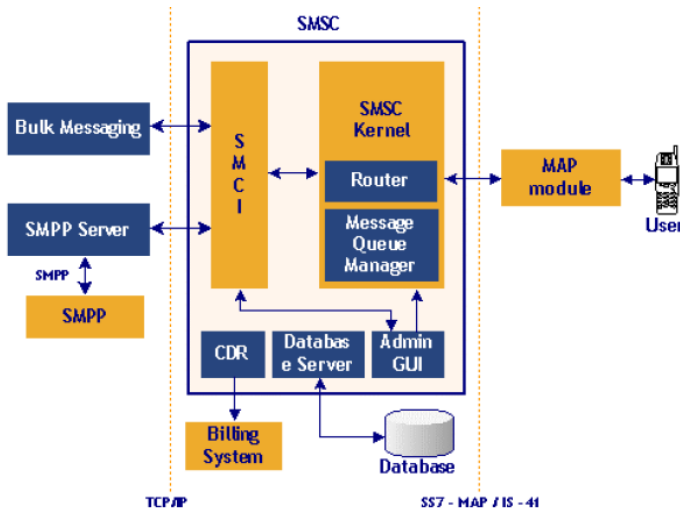 SMSC
Bulk Messaging
SMPP Server
SMPP
SMPP
S
M
C
I
SMSC
Kernel
Router
Message
Queue
Manager
MAP
module
User
CDR
Databas
e Server
Admin
GUI
Billing
System
Database
TCP/IP
SS7 - MAP / IS - 41